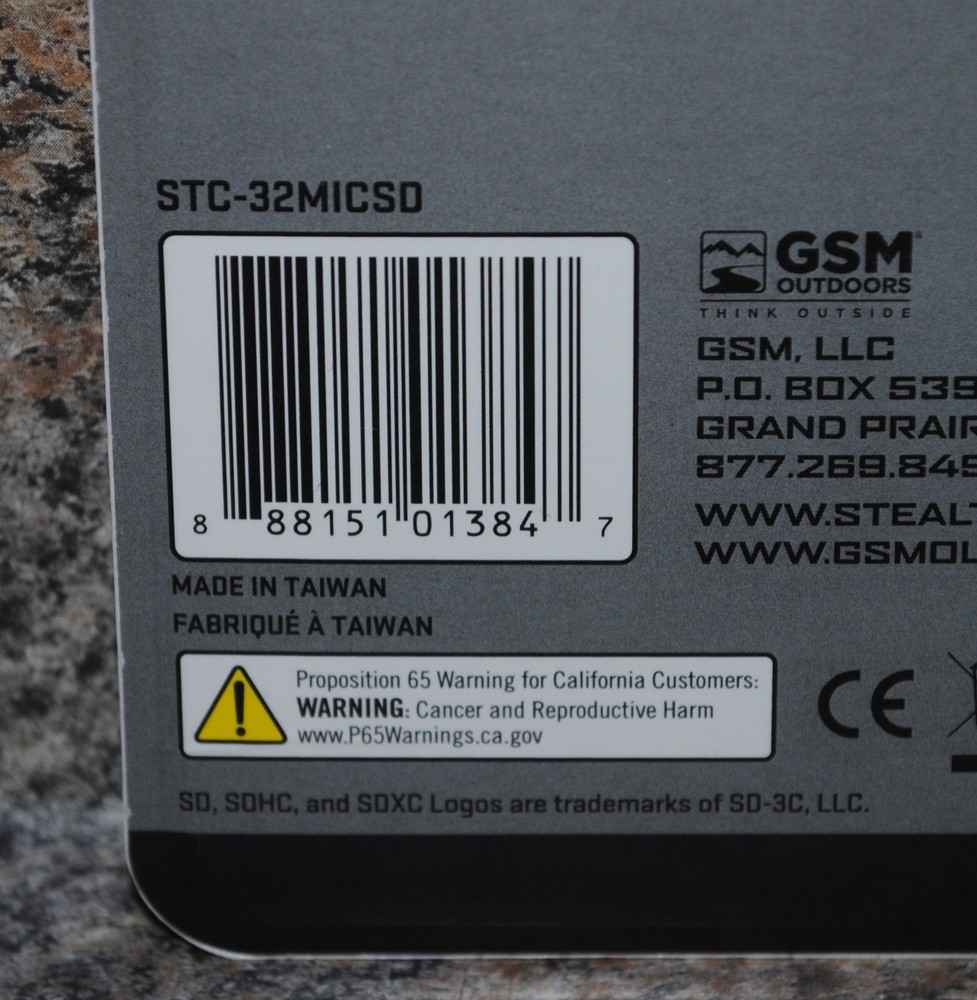 STC-32MICSD
8 88151 01384 7
MADE IN TAIWAN
FABRIQUÉ À TAIWAN
GSM®
OUTDOORS
THINK OUTSIDE
GSM, LLC
P.O. BOX
GRAND
Proposition 65 Warning for California Customers:
WARNING: Cancer and Reproductive Harm
www.P65Warnings.ca.gov
CE
SD, SDHC, and SDXC Logos are trademarks of SD-3C, LLC.